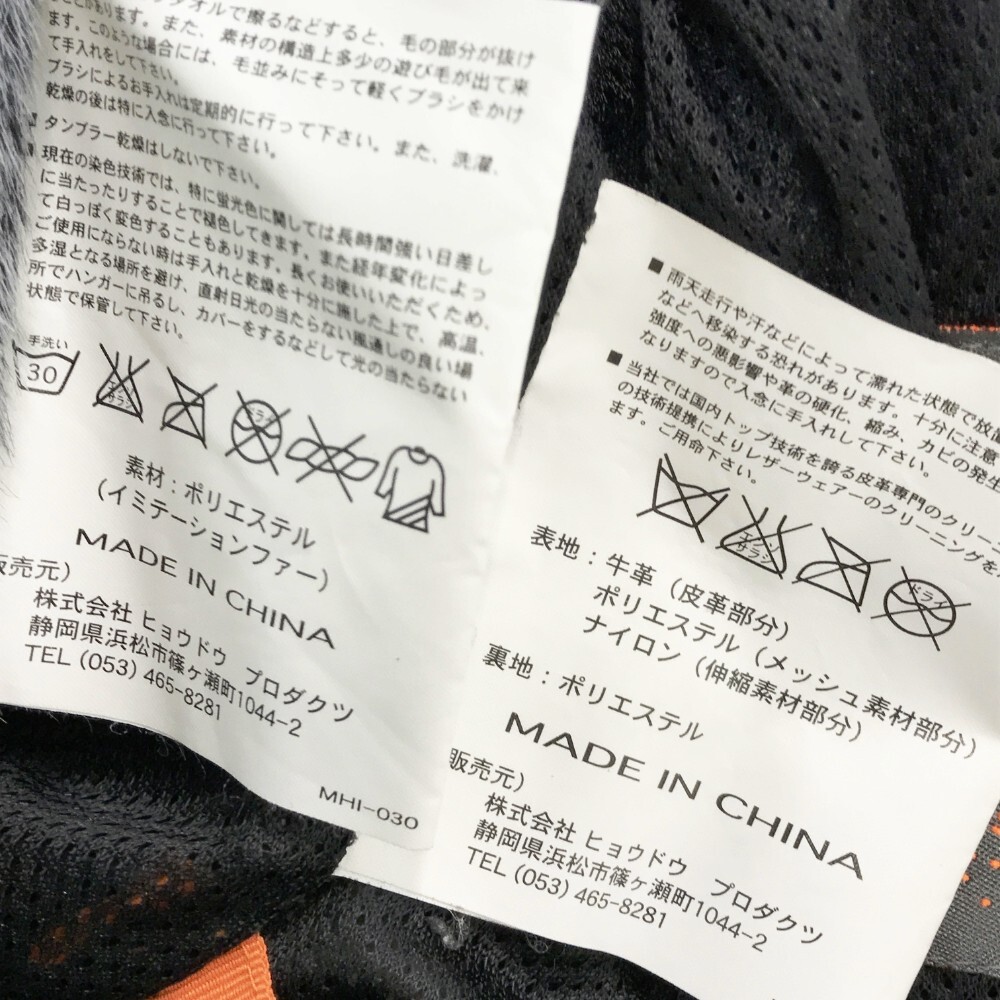 タオルで擦るなどすると、毛の部分が抜け
ことがあります。また、素材の構造上多少の遊び毛が出て来
ます。このような場合には、毛並みにそって軽くブラシをかけ
て手入れをして下さい。
ブラシによるお手入れは定期的に行って下さい。また、洗濯、
乾燥の後は特に入念に行って下さい。
タンブラー乾燥はしないで下さい。
■現在の染色技術では、特に蛍光色に関しては長時間強い日差し
に当たったりすることで褪色してきます。また経年変化によっ
て白っぽく変色することもあります。長くお使いいただくため、
ご使用にならない時は手入れと乾燥を十分に施した上で、高温、
多湿となる場所を避け、直射日光の当たらない風通しの良い場
所でハンガーに吊るし、カバーをするなどして光の当たらない
状態で保管して下さい。
手洗い
30
エンソ
サラシ
ドライ
素材：ポリエステル
（イミテーションファー）
MADE IN CHINA
販売元）
株式会社 ヒョウドウ プロダクツ
静岡県浜松市篠ヶ瀬町1044-2
TEL (053) 465-8281
MHI-030
■雨天走行や汗などによって濡れた状態で放置
などへ移染する恐れがあります。十分に注意
強度への悪影響や革の硬化、縮み、カビの発生
なりますので入念に手入れして下さい。
■当社では国内トップ技術を誇る皮革専門のクリー
の技術提携によりレザーウェアーのクリーニングを
ます。ご用命下さい。
エンソ
サラシ
ドライ
表地：牛革（皮革部分）
ポリエステル（メッシュ素材部分）
ナイロン（伸縮素材部分）
裏地：ポリエステル
MADE IN CHINA
販売元）
株式会社 ヒョウドウ プロダクツ
静岡県浜松市篠ヶ瀬町1044-2
TEL (053) 465-8281